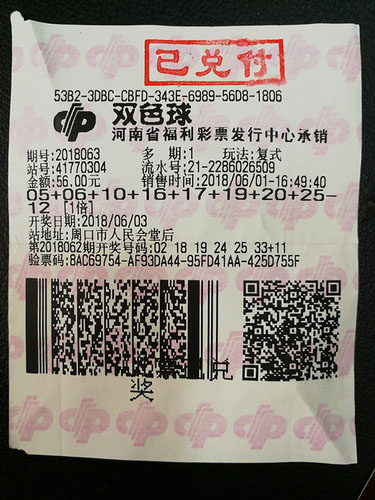 已兑付
53B2-3DBC-CBFD-343E-6989-56D8-1806
双色球
河南省福利彩票发行中心承销
期号:2018063 多 期:1 玩法:复式
站号:41770304 流水号:21-2286026509
金额:56.00元 销售时间:2018/06/01-16:49:40
05+06+10+16+17+19+20+25-
12 [1倍]
开奖日期:2018/06/03
站地址:周口市人民会堂后
第2018062期开奖号码:02 18 19 24 25 33+11
验票码:8AC69754-AF93DA44-95FD41AA-425D755F
兑
奖